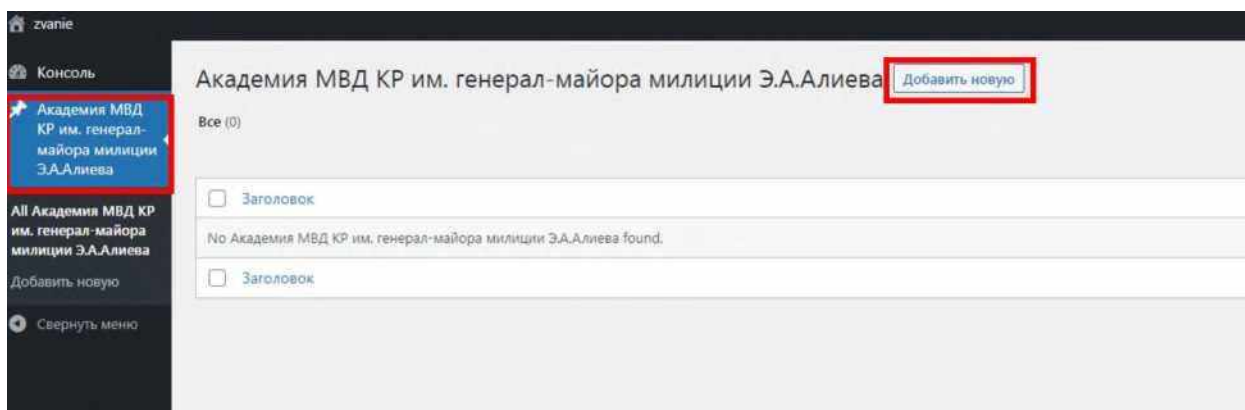 zvanie
Консоль
Академия МВД
КР им. генерал-
майора милиции
Э.А.Алиева
All Академия МВД КР
им. генерал-майора
милиции Э.А.Алиева
Добавить новую
Свернуть меню
Академия МВД КР им. генерал-майора милиции Э.А.Алиева Добавить новую
Все (0)
Заголовок
No Академия МВД КР им. генерал-майора милиции Э.А.Алиева found.
Заголовок